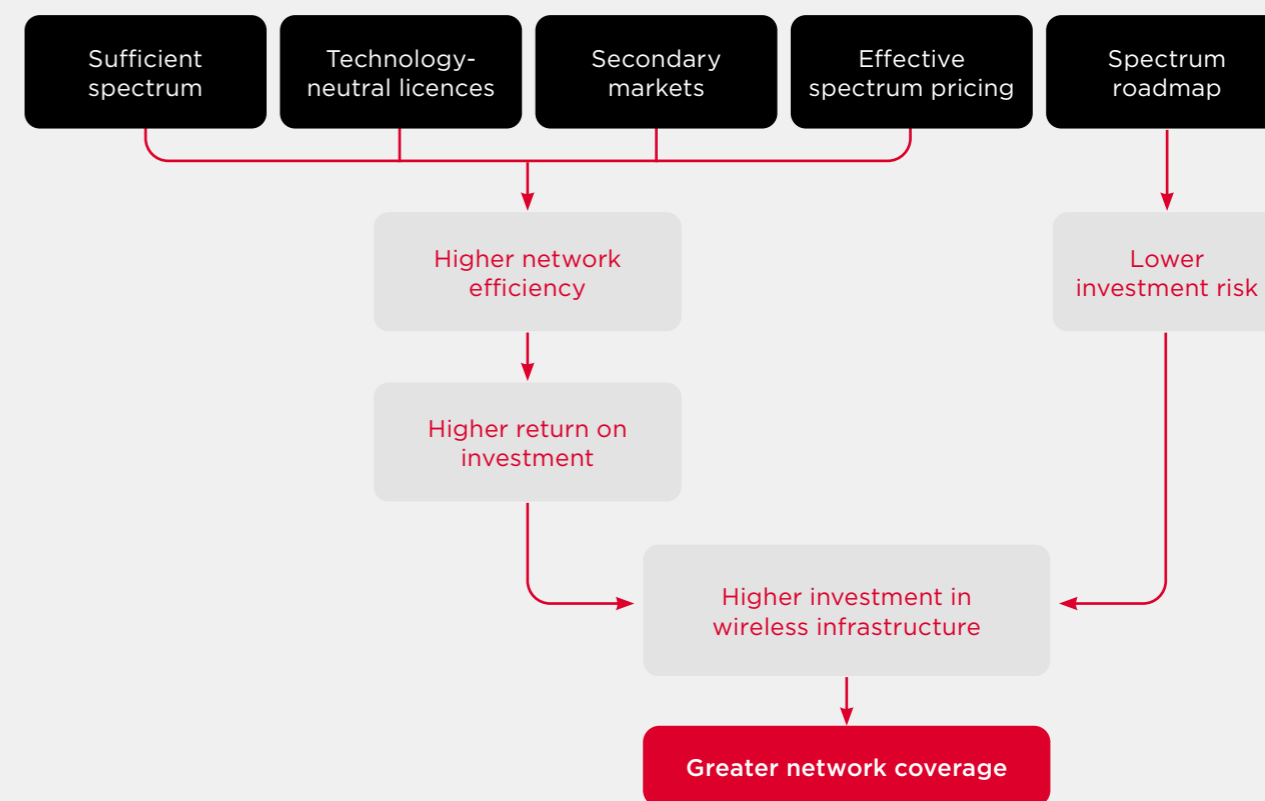 Sufficient
spectrum
Technology-
neutral licences
Secondary
markets
Effective
spectrum pricing
Spectrum
roadmap
Higher network
efficiency
Lower
investment risk
Higher return on
investment
Higher investment in
wireless infrastructure
Greater network coverage